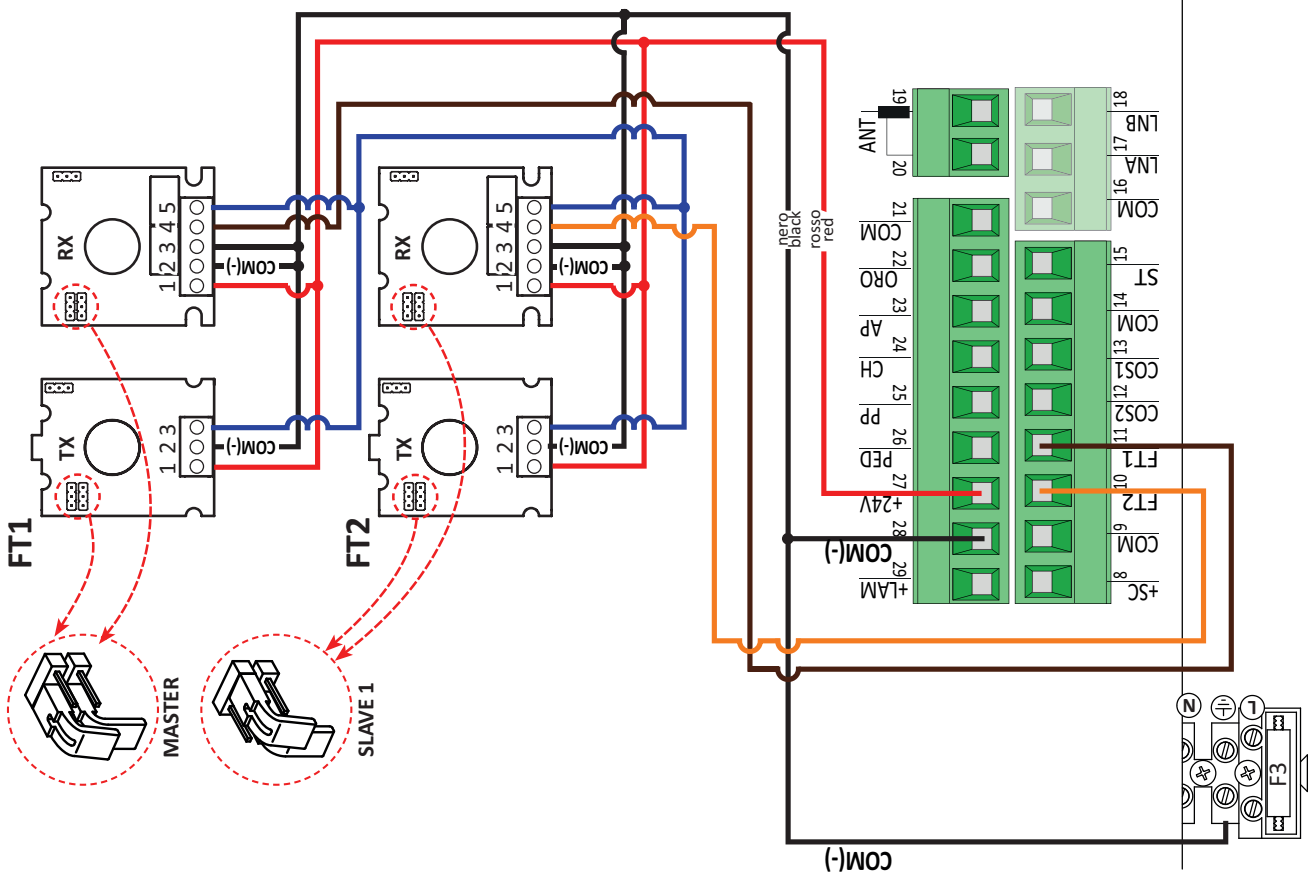 FT1
RX
1 2 3 4 5
COM(-)
TX
1 2 3
COM(-)
MASTER
FT2
RX
1 2 3 4 5
COM(-)
TX
1 2 3
COM(-)
SLAVE 1
nero
black
rosso
red
ANT
19
20
21
COM
22
ORO
23
AP
24
CH
25
PP
26
PED
27
+24V
28
COM(-)
29
+LAM
18
LNB
17
LNA
16
COM
15
ST
14
COM
13
COS1
12
COS2
11
FT1
10
FT2
9
COM
8
+SC
N
L
F3
COM(-)